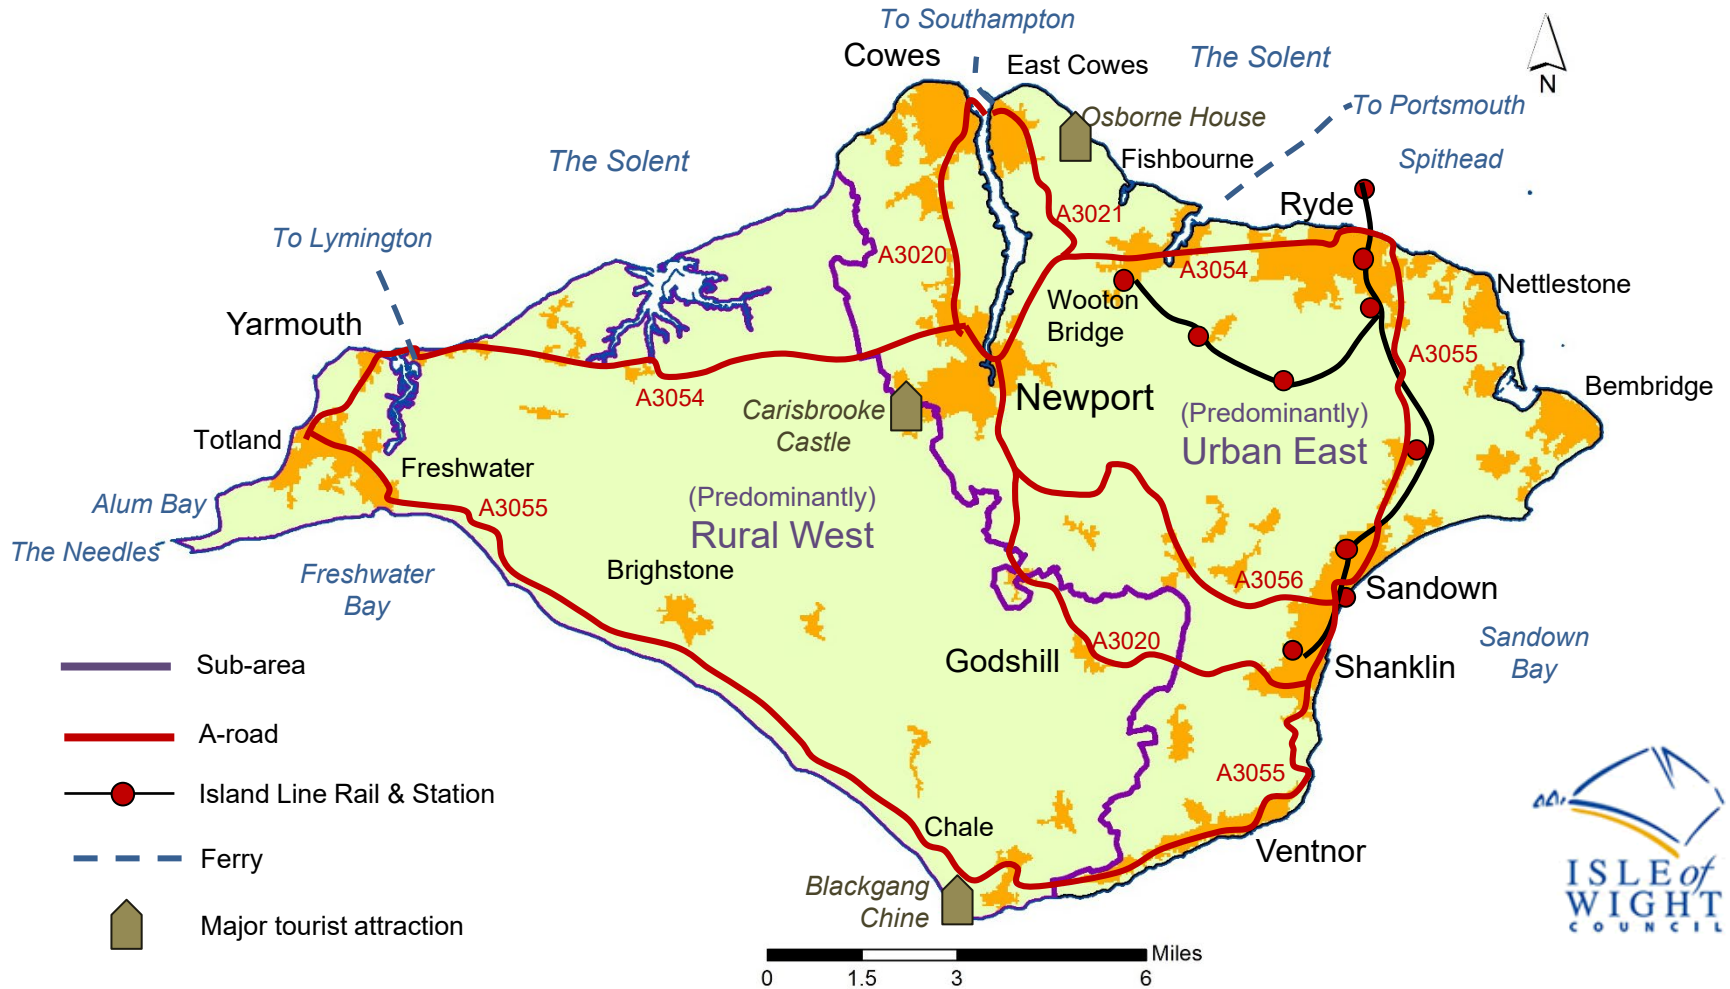 To Southampton
Cowes
East Cowes
The Solent
N
To Portsmouth
Osborne House
Fishbourne
Spithead
The Solent
Ryde
A3021
To Lymington
A3020
A3054
Nettlestone
Wooton
Bridge
Yarmouth
A3055
A3054
Newport
Bembridge
Carisbrooke
Castle
(Predominantly)
Urban East
Totland
Freshwater
Alum Bay
A3055
(Predominantly)
Rural West
The Needles
Brighstone
Freshwater
Bay
A3056
Sandown
A3020
Godshill
Shanklin
Sandown
Bay
Sub-area
A-road
A3055
Island Line Rail & Station
Chale
Ventnor
Ferry
Blackgang
Chine
Major tourist attraction
ISLE of
WIGHT
COUNCIL
Miles
0 1.5 3 6